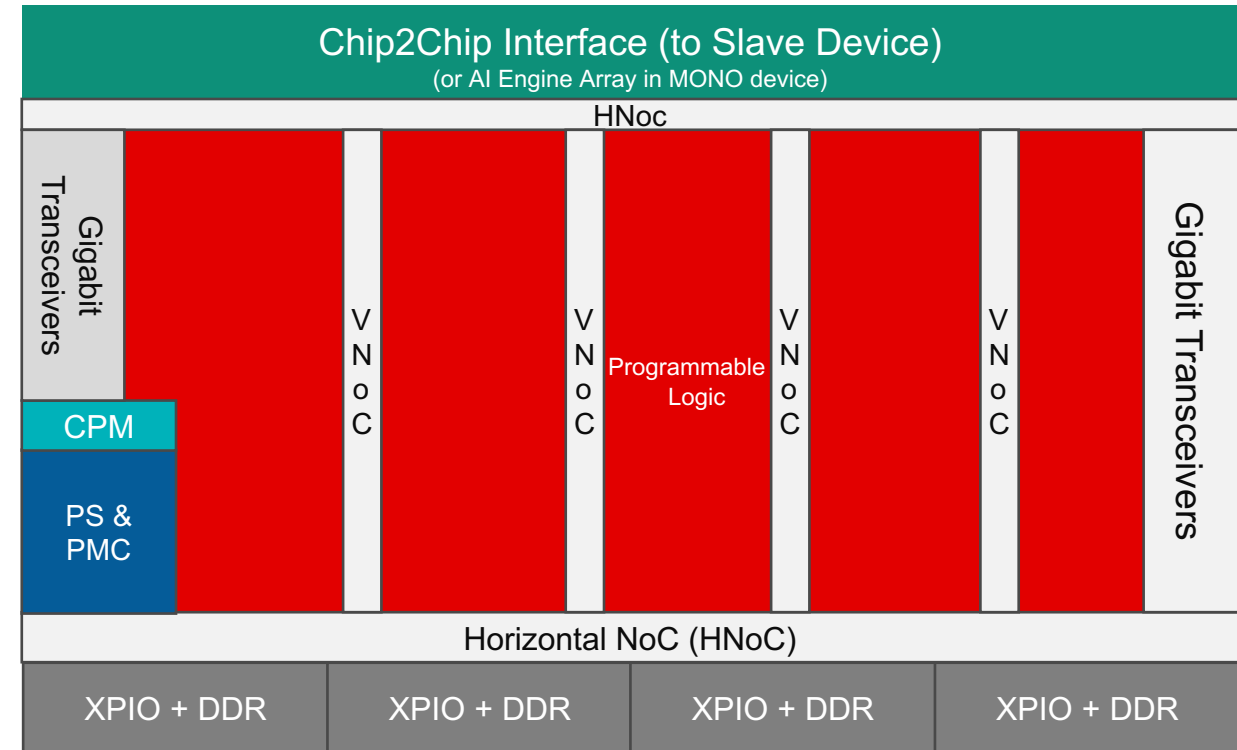 Chip2Chip Interface (to Slave Device)
(or AI Engine Array in MONO device)
HNoc
Gigabit
Transceivers
V
N
o
C
V
N
o
C
Programmable
Logic
V
N
o
C
V
N
o
C
Gigabit Transceivers
CPM
PS &
PMC
Horizontal NoC (HNoC)
XPIO + DDR
XPIO + DDR
XPIO + DDR
XPIO + DDR